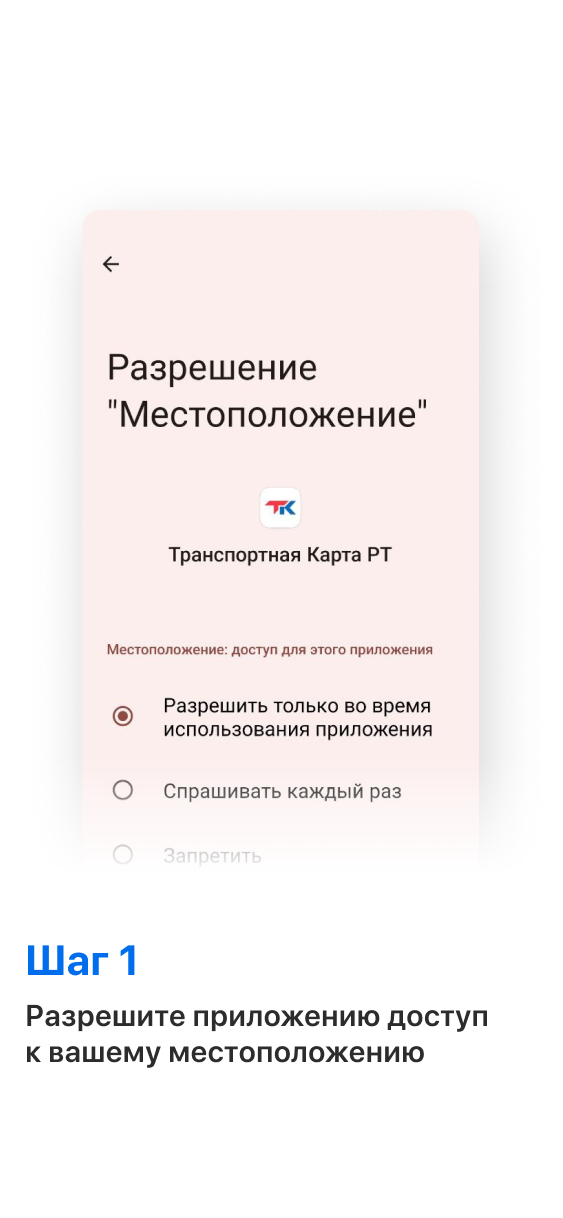 Разрешение
"Местоположение"
ТК
Транспортная Карта РТ
Местоположение: доступ для этого приложения
Разрешить только во время
использования приложения
Спрашивать каждый раз
Запретить
Шаг 1
Разрешите приложению доступ
к вашему местоположению